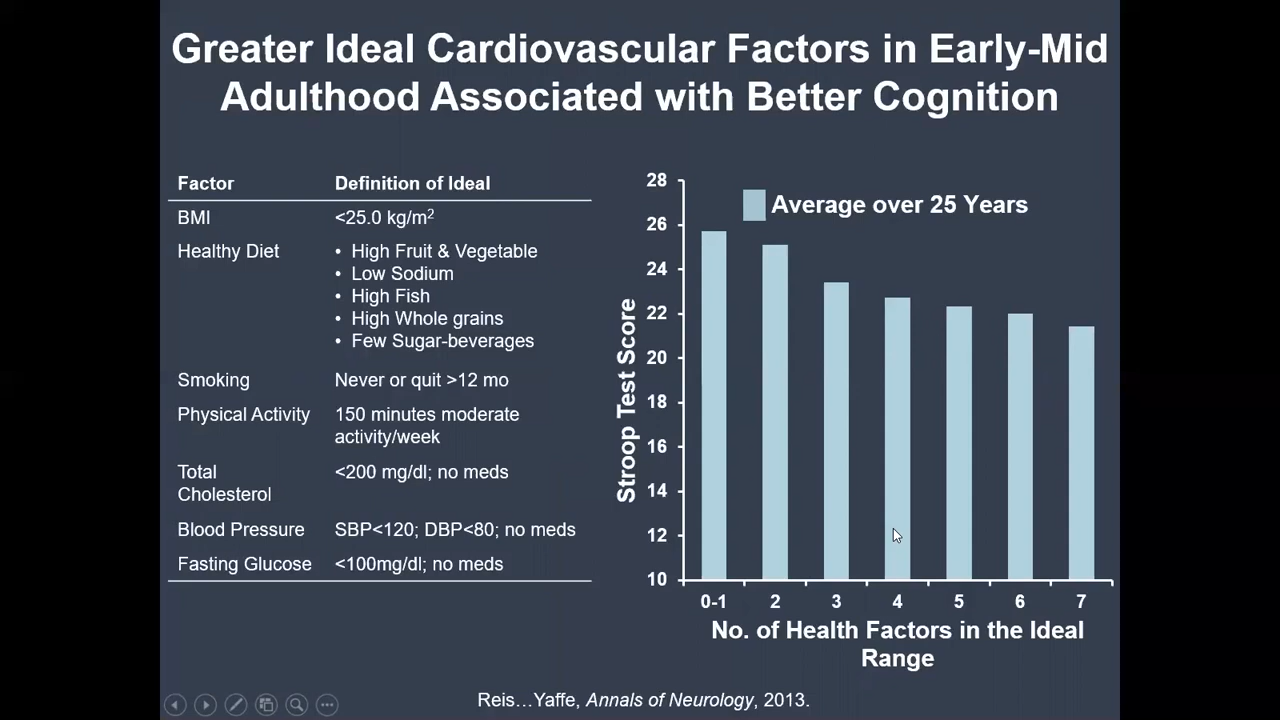 Greater Ideal Cardiovascular Factors in Early-Mid
Adulthood Associated with Better Cognition
Factor Definition of Ideal
BMI <25.0 kg/m²
Healthy Diet • High Fruit & Vegetable
• Low Sodium
• High Fish
• High Whole grains
• Few Sugar-beverages
Smoking Never or quit >12 mo
Physical Activity 150 minutes moderate
activity/week
Total <200 mg/dl; no meds
Cholesterol
Blood Pressure SBP<120; DBP<80; no meds
Fasting Glucose <100mg/dl; no meds
Average over 25 Years
Stroop Test Score
28
26
24
22
20
18
16
14
12
10
0-1 2 3 4 5 6 7
No. of Health Factors in the Ideal
Range
Reis…Yaffe, Annals of Neurology, 2013.